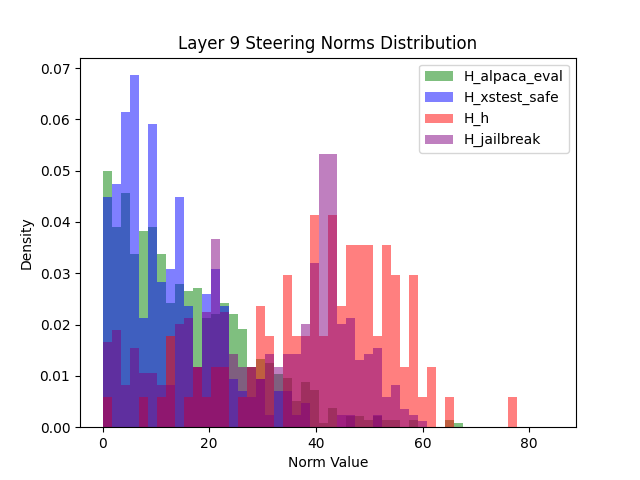 Layer 9 Steering Norms Distribution
H_alpaca_eval
H_xstest_safe
H_h
H_jailbreak
Density
0.07
0.06
0.05
0.04
0.03
0.02
0.01
0.00
0 20 40 60 80
Norm Value